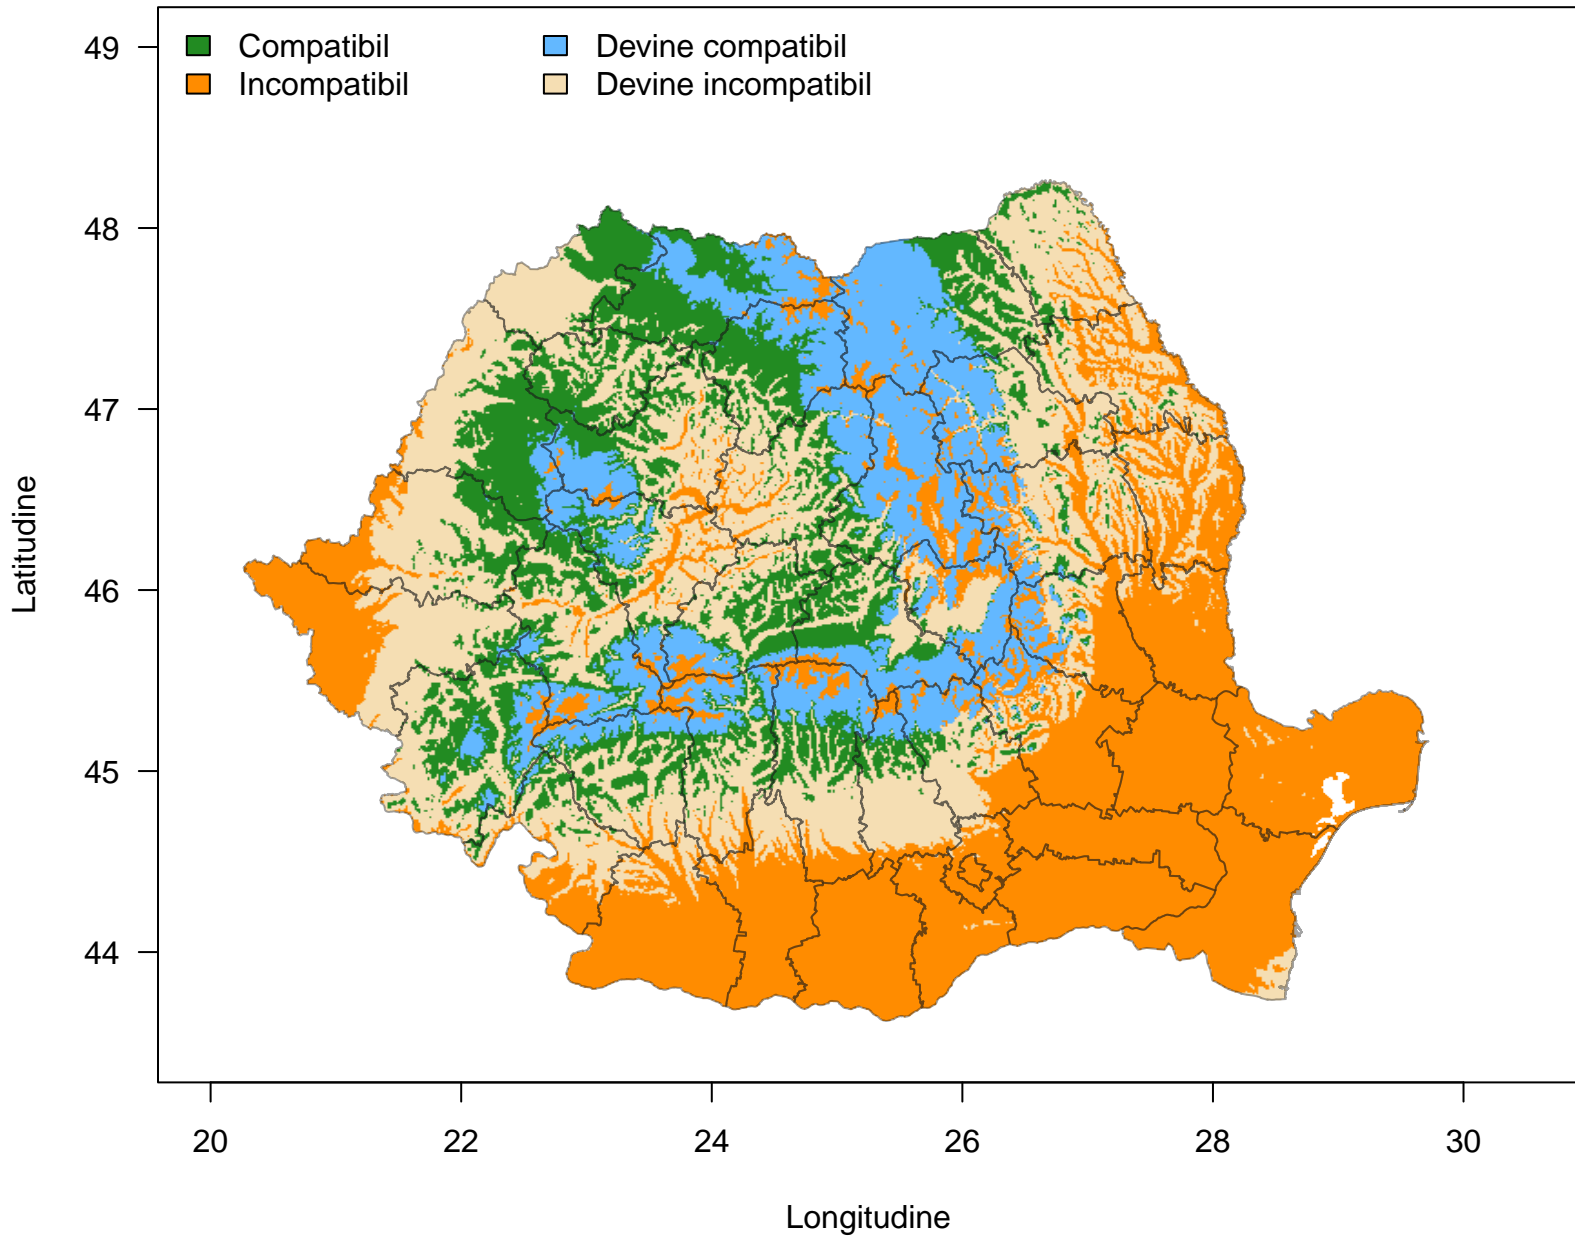 Compatibil
Incompatibil
Devine compatibil
Devine incompatibil
49
48
47
46
45
44
Latitudine
20 22 24 26 28 30
Longitudine